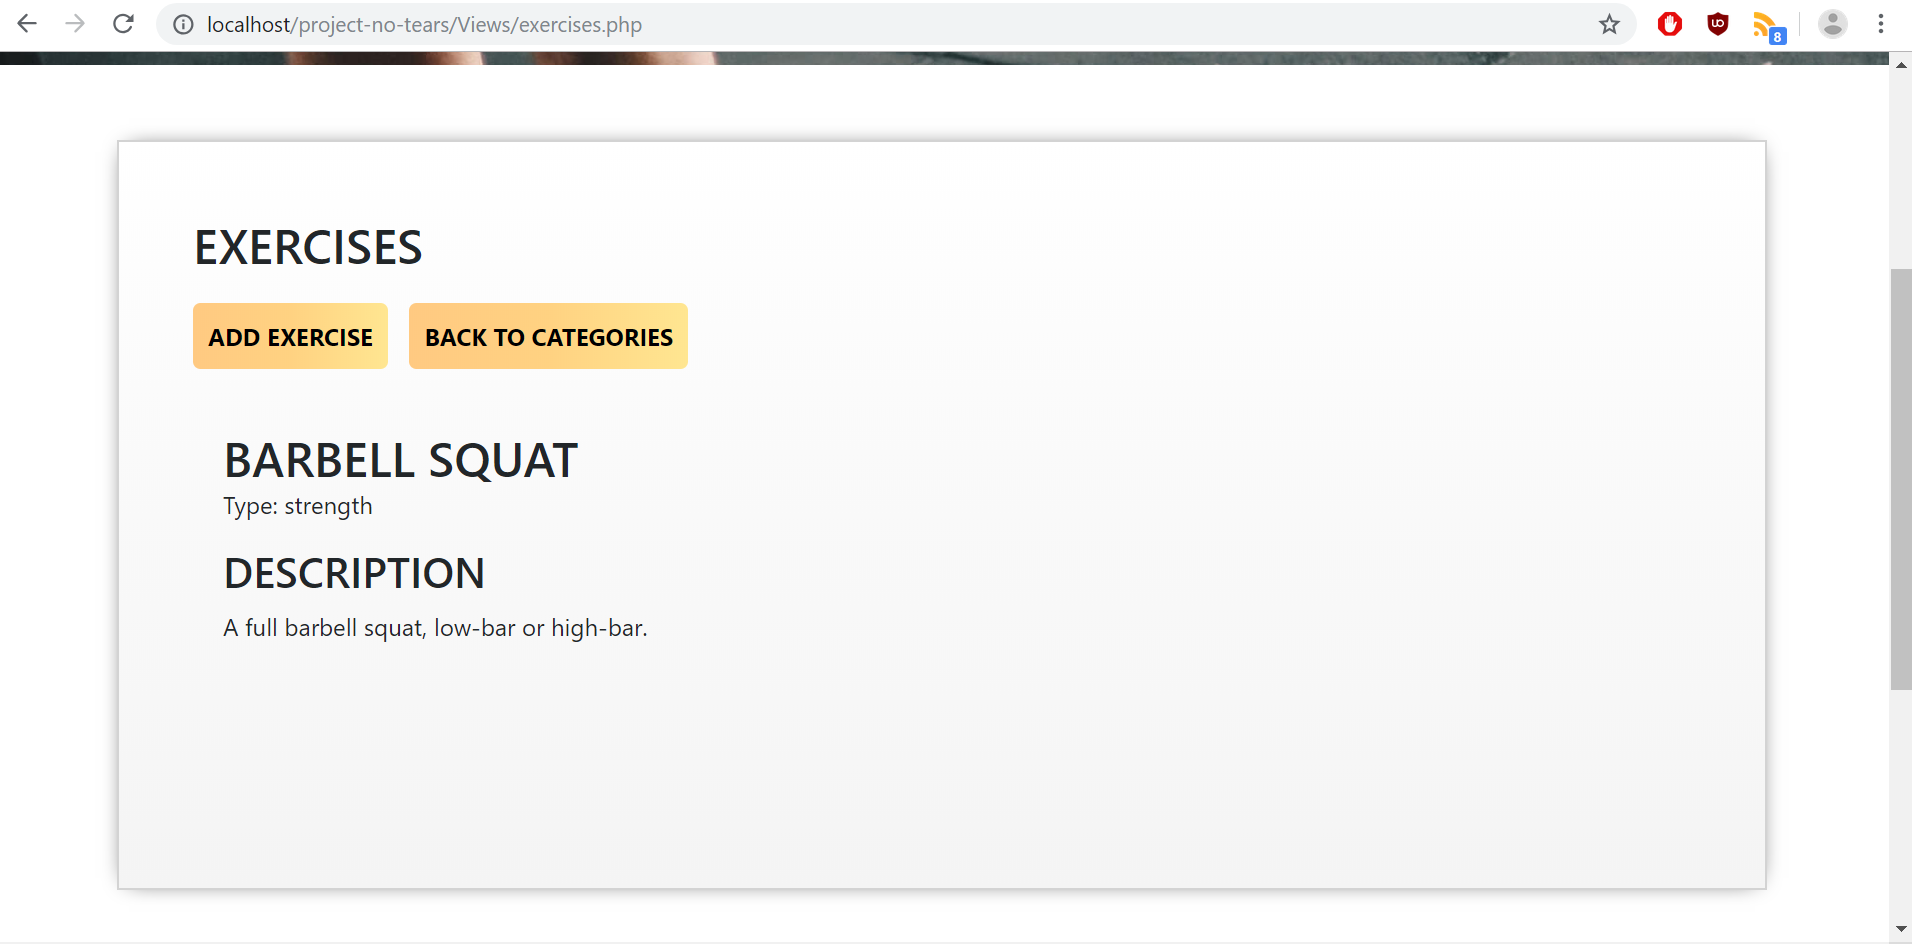 localhost/project-no-tears/Views/exercises.php
8
EXERCISES
ADD EXERCISE BACK TO CATEGORIES
BARBELL SQUAT
Type: strength
DESCRIPTION
A full barbell squat, low-bar or high-bar.